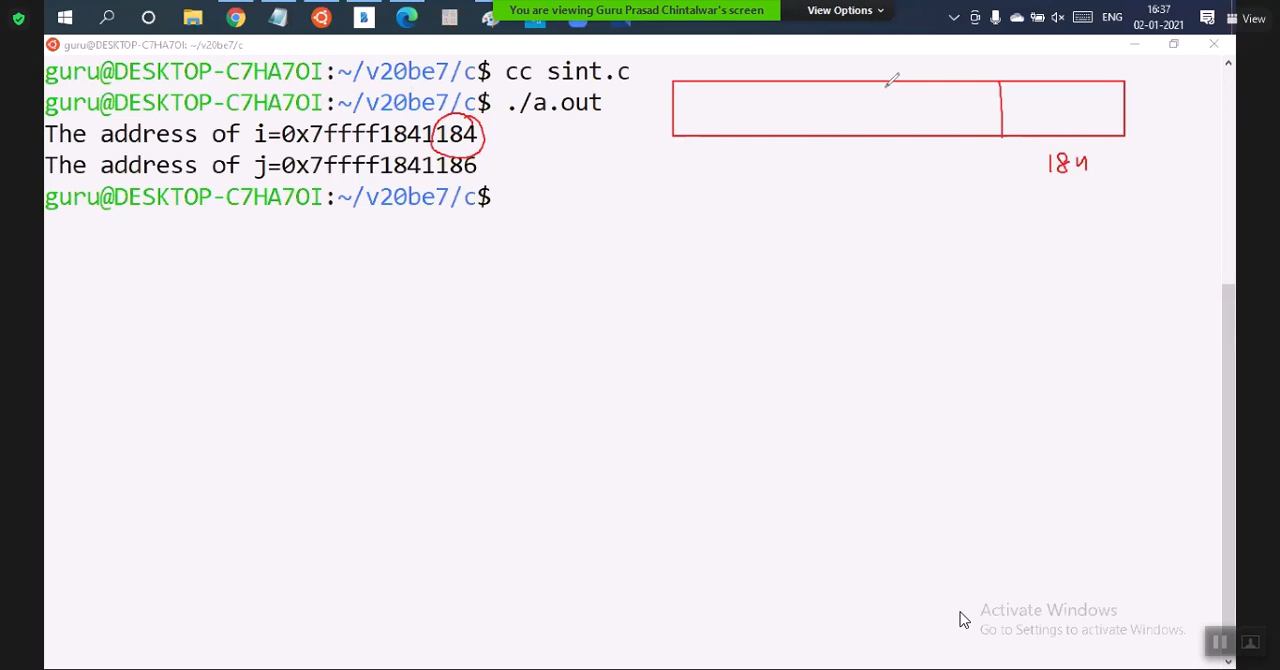 You are viewing Guru Prasad Chintalwar's screen
View Options
ENG
16:37
02-01-2021
View
guru@DESKTOP-C7HA7OI: ~/v20be7/c
guru@DESKTOP-C7HA7OI:~/v20be7/c$ cc sint.c
guru@DESKTOP-C7HA7OI:~/v20be7/c$ ./a.out
The address of i=0x7ffff1841184
The address of j=0x7ffff1841186
guru@DESKTOP-C7HA7OI:~/v20be7/c$
184
Activate Windows
Go to Settings to activate Windows.